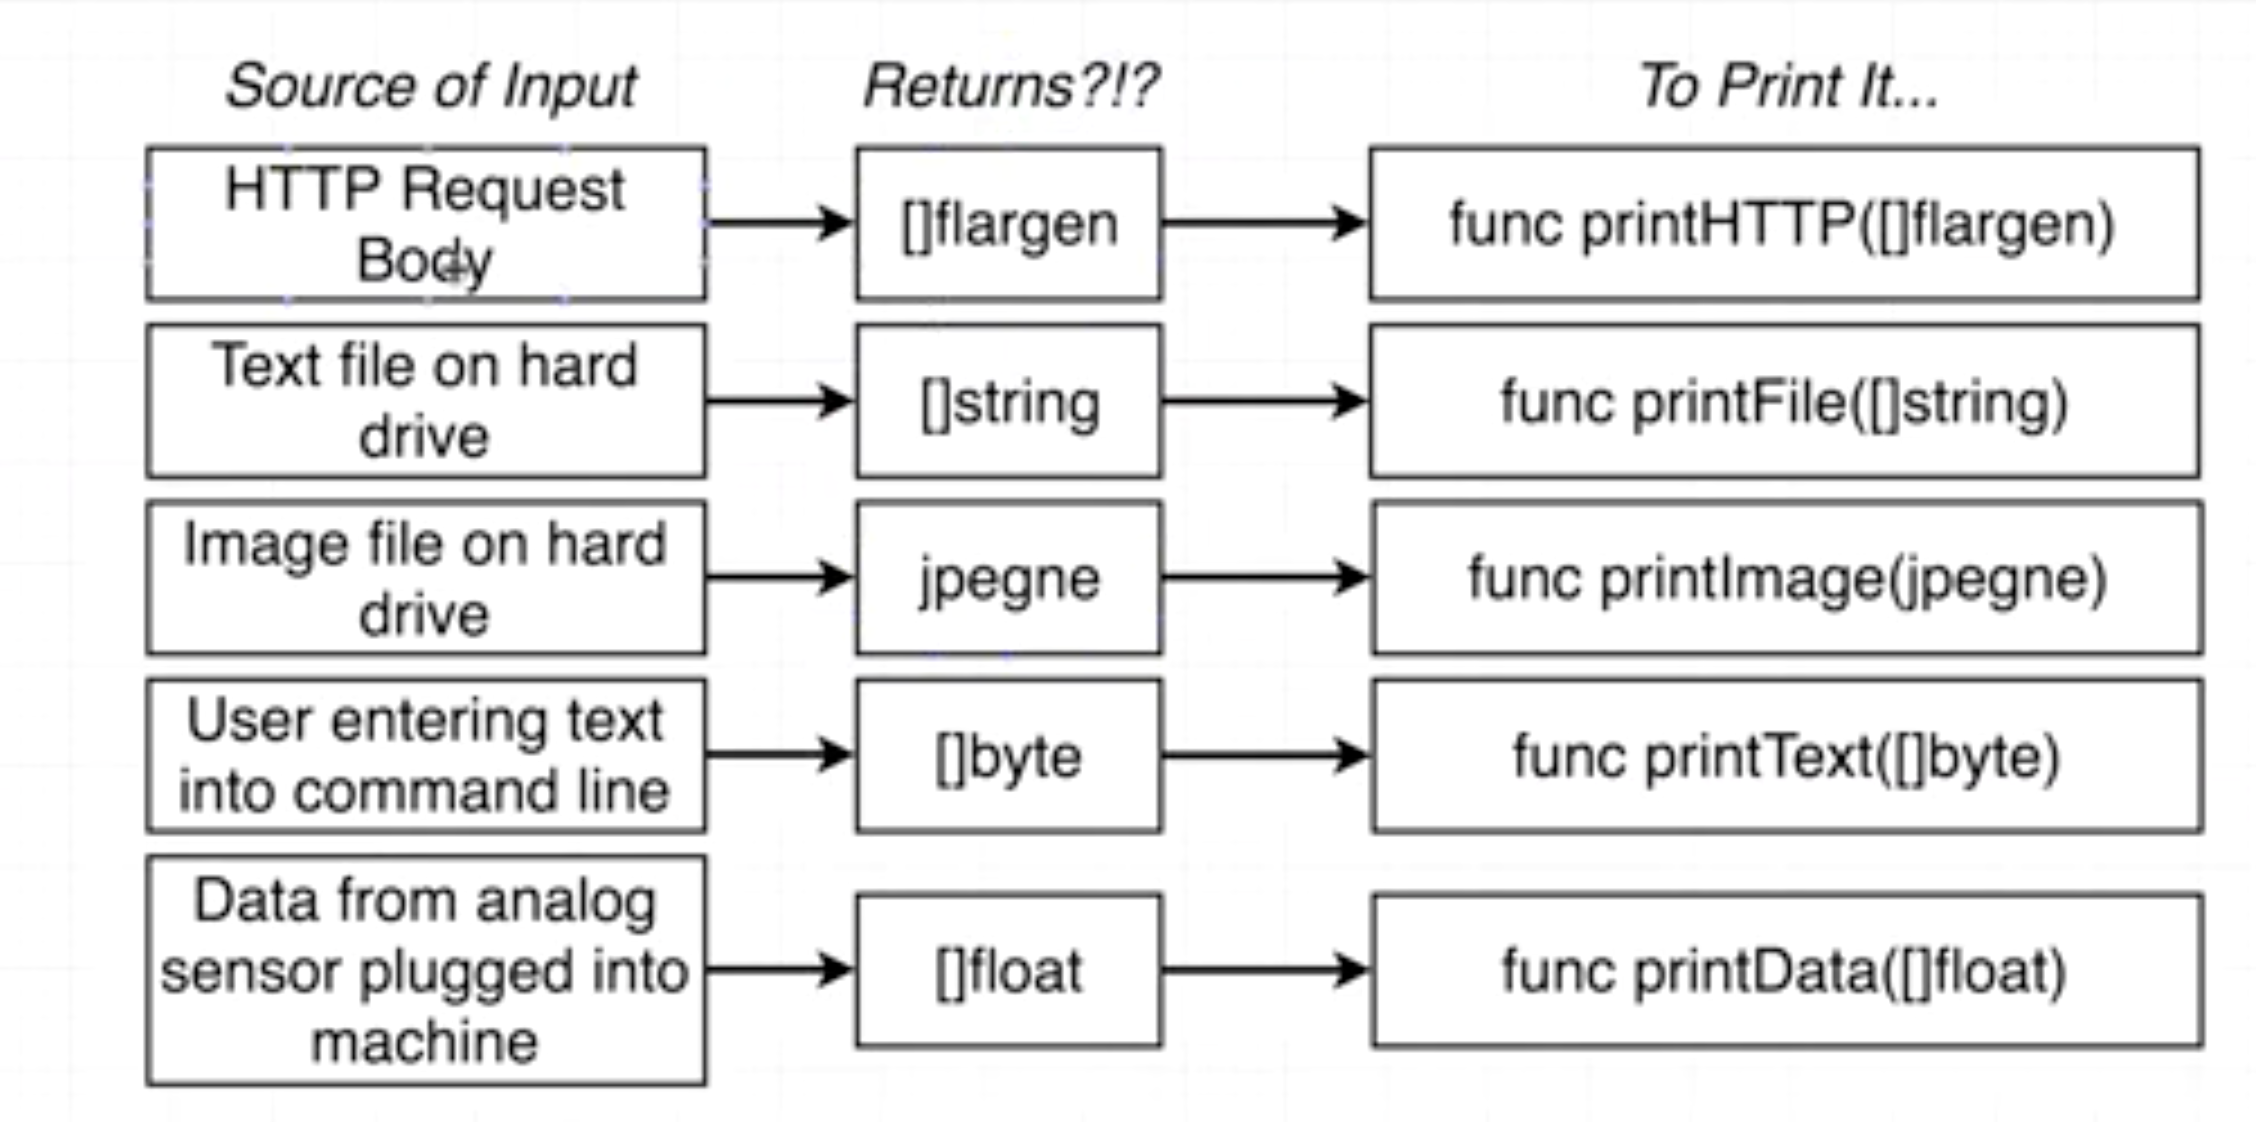 Source of Input
Returns?!?
To Print It...
HTTP Request
Body
[]flargen
func printHTTP([]flargen)
Text file on hard
drive
[]string
func printFile([]string)
Image file on hard
drive
jpegne
func printImage(jpegne)
User entering text
into command line
[]byte
func printText([]byte)
Data from analog
sensor plugged into
machine
[]float
func printData([]float)